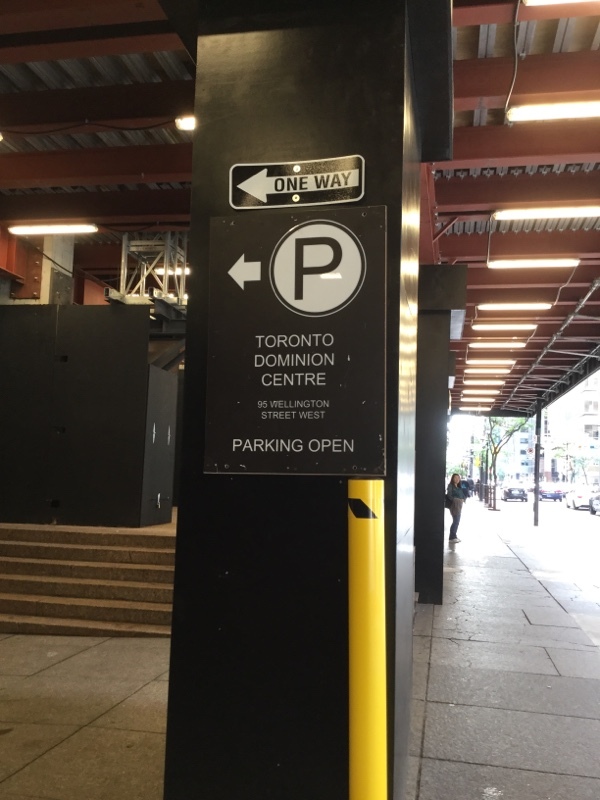 ONE WAY
P
TORONTO
DOMINION
CENTRE
95 WELLINGTON
STREET WEST
PARKING OPEN